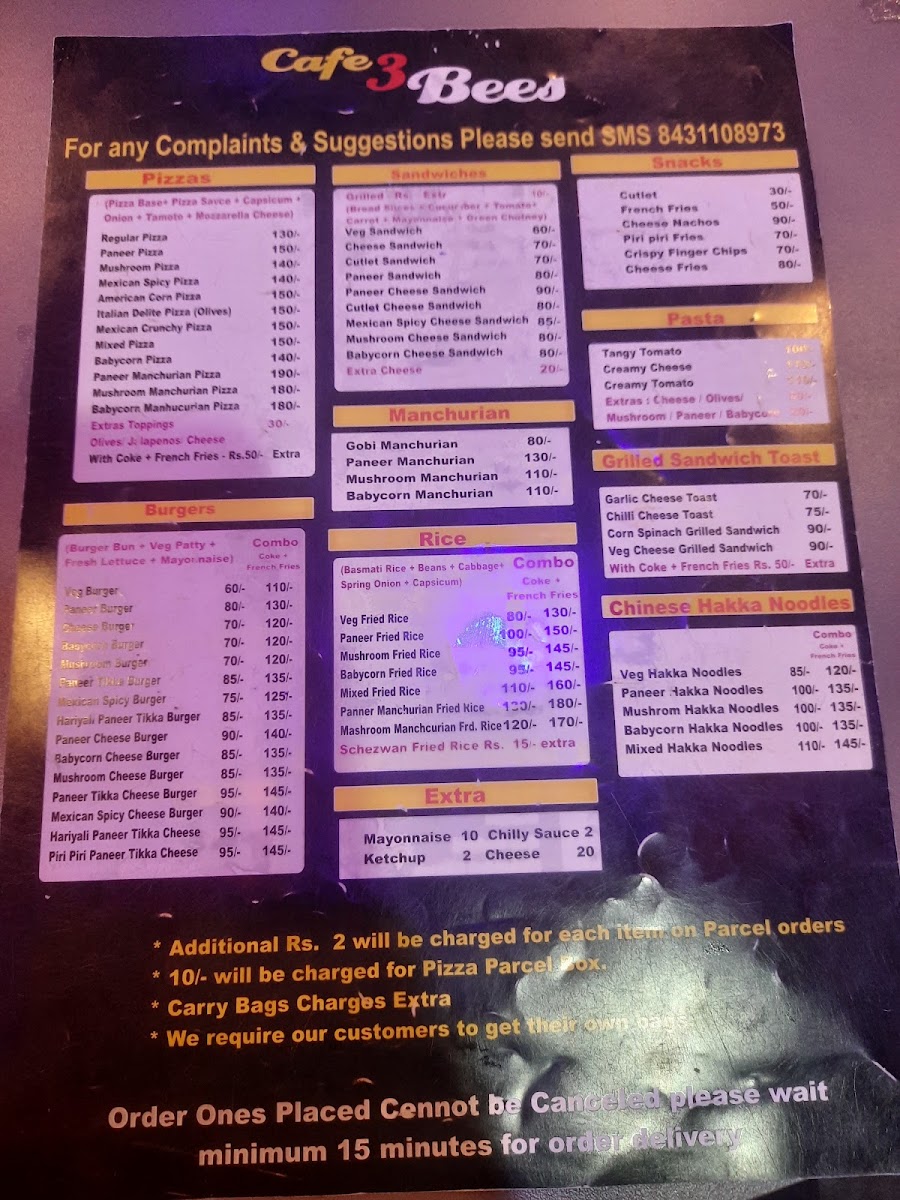 Cafe 3 Bees
For any Complaints & Suggestions Please send SMS 8431108973
Pizzas
(Pizza Base+ Pizza Savce + Capsicum +
Onion + Tamoto + Mozzarella Cheese)
Regular Pizza 130/-
Paneer Pizza 150/-
Mushroom Pizza 140/-
Mexican Spicy Pizza 140/-
American Corn Pizza 150/-
Italian Delite Pizza (Olives) 150/-
Mexican Crunchy Pizza 150/-
Mixed Pizza 150/-
Babycorn Pizza 140/-
Paneer Manchurian Pizza 190/-
Mushroom Manchurian Pizza 180/-
Babycorn Manhucurian Pizza 180/-
Extras Toppings 30/-
Olives/ Jalapenos/ Cheese
With Coke + French Fries - Rs.50/- Extra
Burgers
(Burger Bun + Veg Patty +
Fresh Lettuce + Mayonnaise)
Combo
Coke +
French Fries
Veg Burger 60/- 110/-
Paneer Burger 80/- 130/-
Cheese Burger 70/- 120/-
Babycorn Burger 70/- 120/-
Mushroom Burger 70/- 120/-
Paneer Tikka Burger 85/- 135/-
Mexican Spicy Burger 75/- 125/-
Hariyali Paneer Tikka Burger 85/- 135/-
Paneer Cheese Burger 90/- 140/-
Babycorn Cheese Burger 85/- 135/-
Mushroom Cheese Burger 85/- 135/-
Paneer Tikka Cheese Burger 95/- 145/-
Mexican Spicy Cheese Burger 90/- 140/-
Hariyali Paneer Tikka Cheese 95/- 145/-
Piri Piri Paneer Tikka Cheese 95/- 145/-
Sandwiches
Grilled Rs. Extr 10/-
(Bread Slices + Cucumber + Tomato+
Carrot + Mayonnaise + Green Chutney)
Veg Sandwich 60/-
Cheese Sandwich 70/-
Cutlet Sandwich 70/-
Paneer Sandwich 80/-
Paneer Cheese Sandwich 90/-
Cutlet Cheese Sandwich 80/-
Mexican Spicy Cheese Sandwich 85/-
Mushroom Cheese Sandwich 80/-
Babycorn Cheese Sandwich 80/-
Extra Cheese 20/-
Manchurian
Gobi Manchurian 80/-
Paneer Manchurian 130/-
Mushroom Manchurian 110/-
Babycorn Manchurian 110/-
Rice
(Basmati Rice + Beans + Cabbage+
Spring Onion + Capsicum)
Combo
Coke +
French Fries
Veg Fried Rice 80/- 130/-
Paneer Fried Rice 100/- 150/-
Mushroom Fried Rice 95/- 145/-
Babycorn Fried Rice 95/- 145/-
Mixed Fried Rice 110/- 160/-
Panner Manchurian Fried Rice 130/- 180/-
Mashroom Manchcurian Frd. Rice 120/- 170/-
Schezwan Fried Rice Rs. 15/- extra
Extra
Mayonnaise 10 Chilly Sauce 2
Ketchup 2 Cheese 20
Snacks
Cutlet 30/-
French Fries 50/-
Cheese Nachos 90/-
Piri piri Fries 70/-
Crispy Finger Chips 70/-
Cheese Fries 80/-
Pasta
Tangy Tomato 100/-
Creamy Cheese
Creamy Tomato
Extras : Cheese / Olives/
Mushroom / Paneer / Babycorn 20/-
Grilled Sandwich Toast
Garlic Cheese Toast 70/-
Chilli Cheese Toast 75/-
Corn Spinach Grilled Sandwich 90/-
Veg Cheese Grilled Sandwich 90/-
With Coke + French Fries Rs. 50/- Extra
Chinese Hakka Noodles
Combo
Coke +
French Fries
Veg Hakka Noodles 85/- 120/-
Paneer Hakka Noodles 100/- 135/-
Mushrom Hakka Noodles 100/- 135/-
Babycorn Hakka Noodles 100/- 135/-
Mixed Hakka Noodles 110/- 145/-
* Additional Rs. 2 will be charged for each item on Parcel orders
* 10/- will be charged for Pizza Parcel Box.
* Carry Bags Charges Extra
* We require our customers to get their own bags
Order Ones Placed Cennot be Canceled please wait
minimum 15 minutes for order delivery